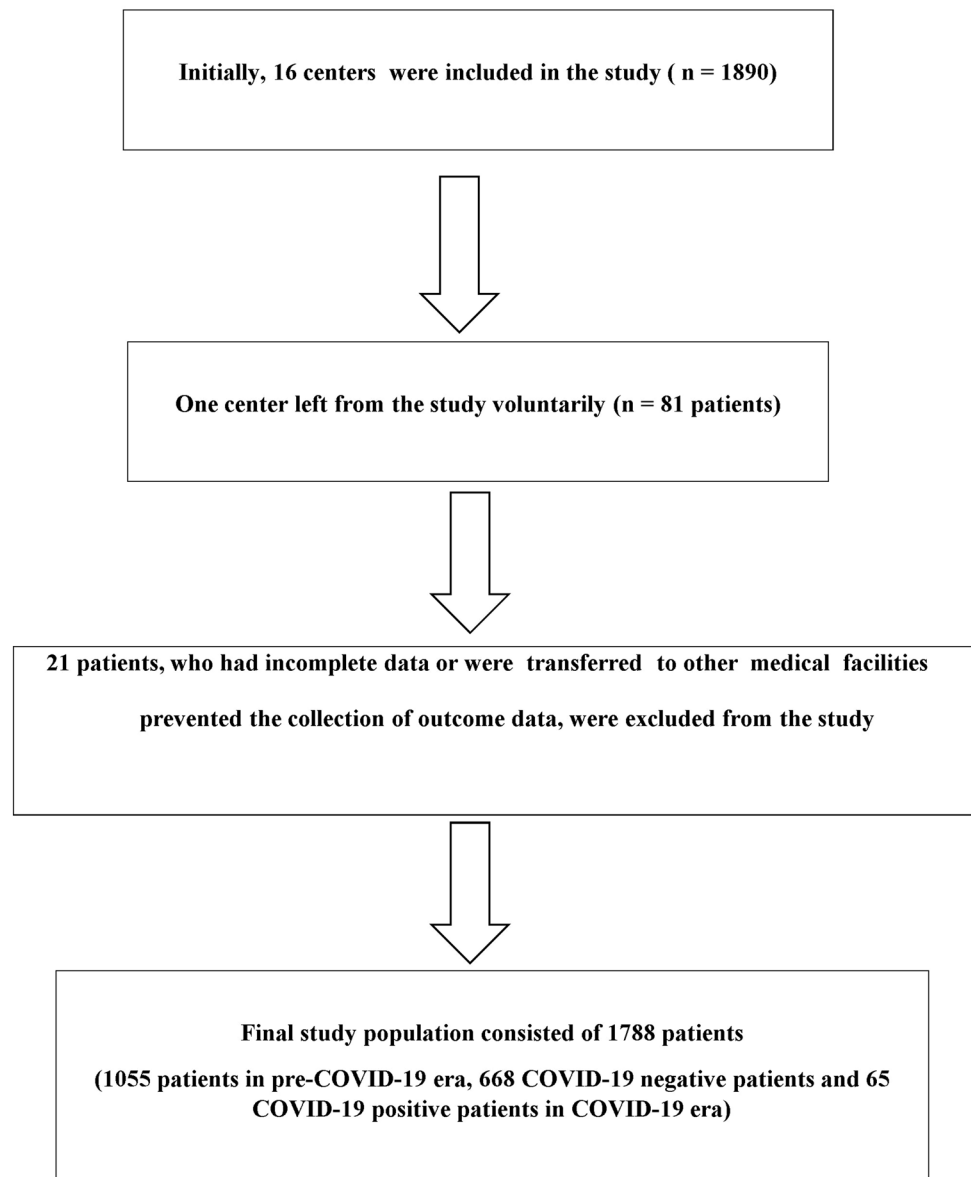 Initially, 16 centers were included in the study ( n = 1890)
One center left from the study voluntarily (n = 81 patients)
21 patients, who had incomplete data or were transferred to other medical facilities
prevented the collection of outcome data, were excluded from the study
Final study population consisted of 1788 patients
(1055 patients in pre-COVID-19 era, 668 COVID-19 negative patients and 65
COVID-19 positive patients in COVID-19 era)